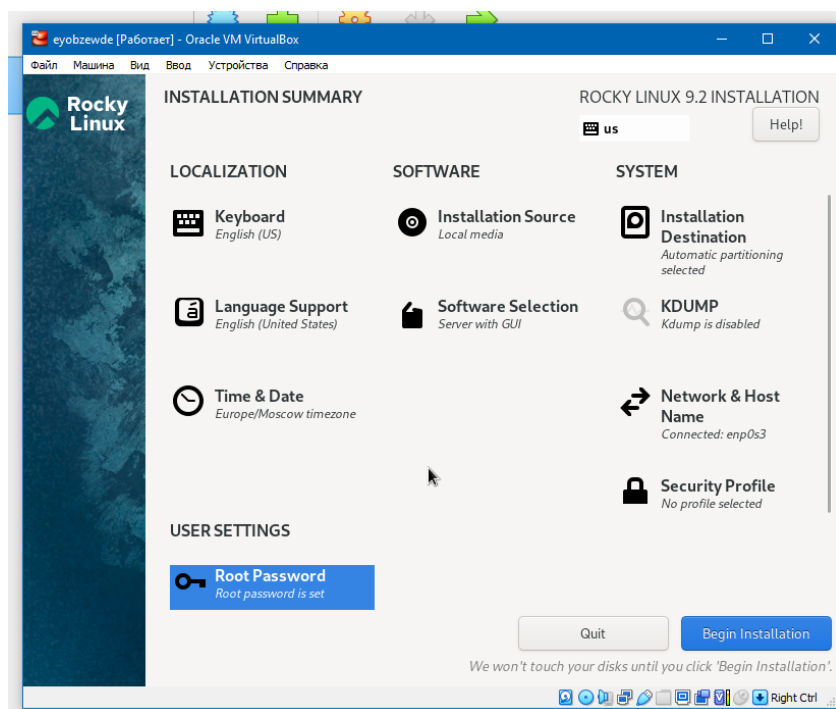 eyobzewde [Работает] - Oracle VM VirtualBox
Файл Машина Вид Ввод Устройства Справка
Rocky
Linux
INSTALLATION SUMMARY
ROCKY LINUX 9.2 INSTALLATION
us
Help!
LOCALIZATION
SOFTWARE
SYSTEM
Keyboard
English (US)
Installation Source
Local media
Installation
Destination
Automatic partitioning
selected
Language Support
English (United States)
Software Selection
Server with GUI
KDUMP
Kdump is disabled
Time & Date
Europe/Moscow timezone
Network & Host
Name
Connected: enp0s3
Security Profile
No profile selected
USER SETTINGS
Root Password
Root password is set
Quit
Begin Installation
We won't touch your disks until you click 'Begin Installation'.
Right Ctrl